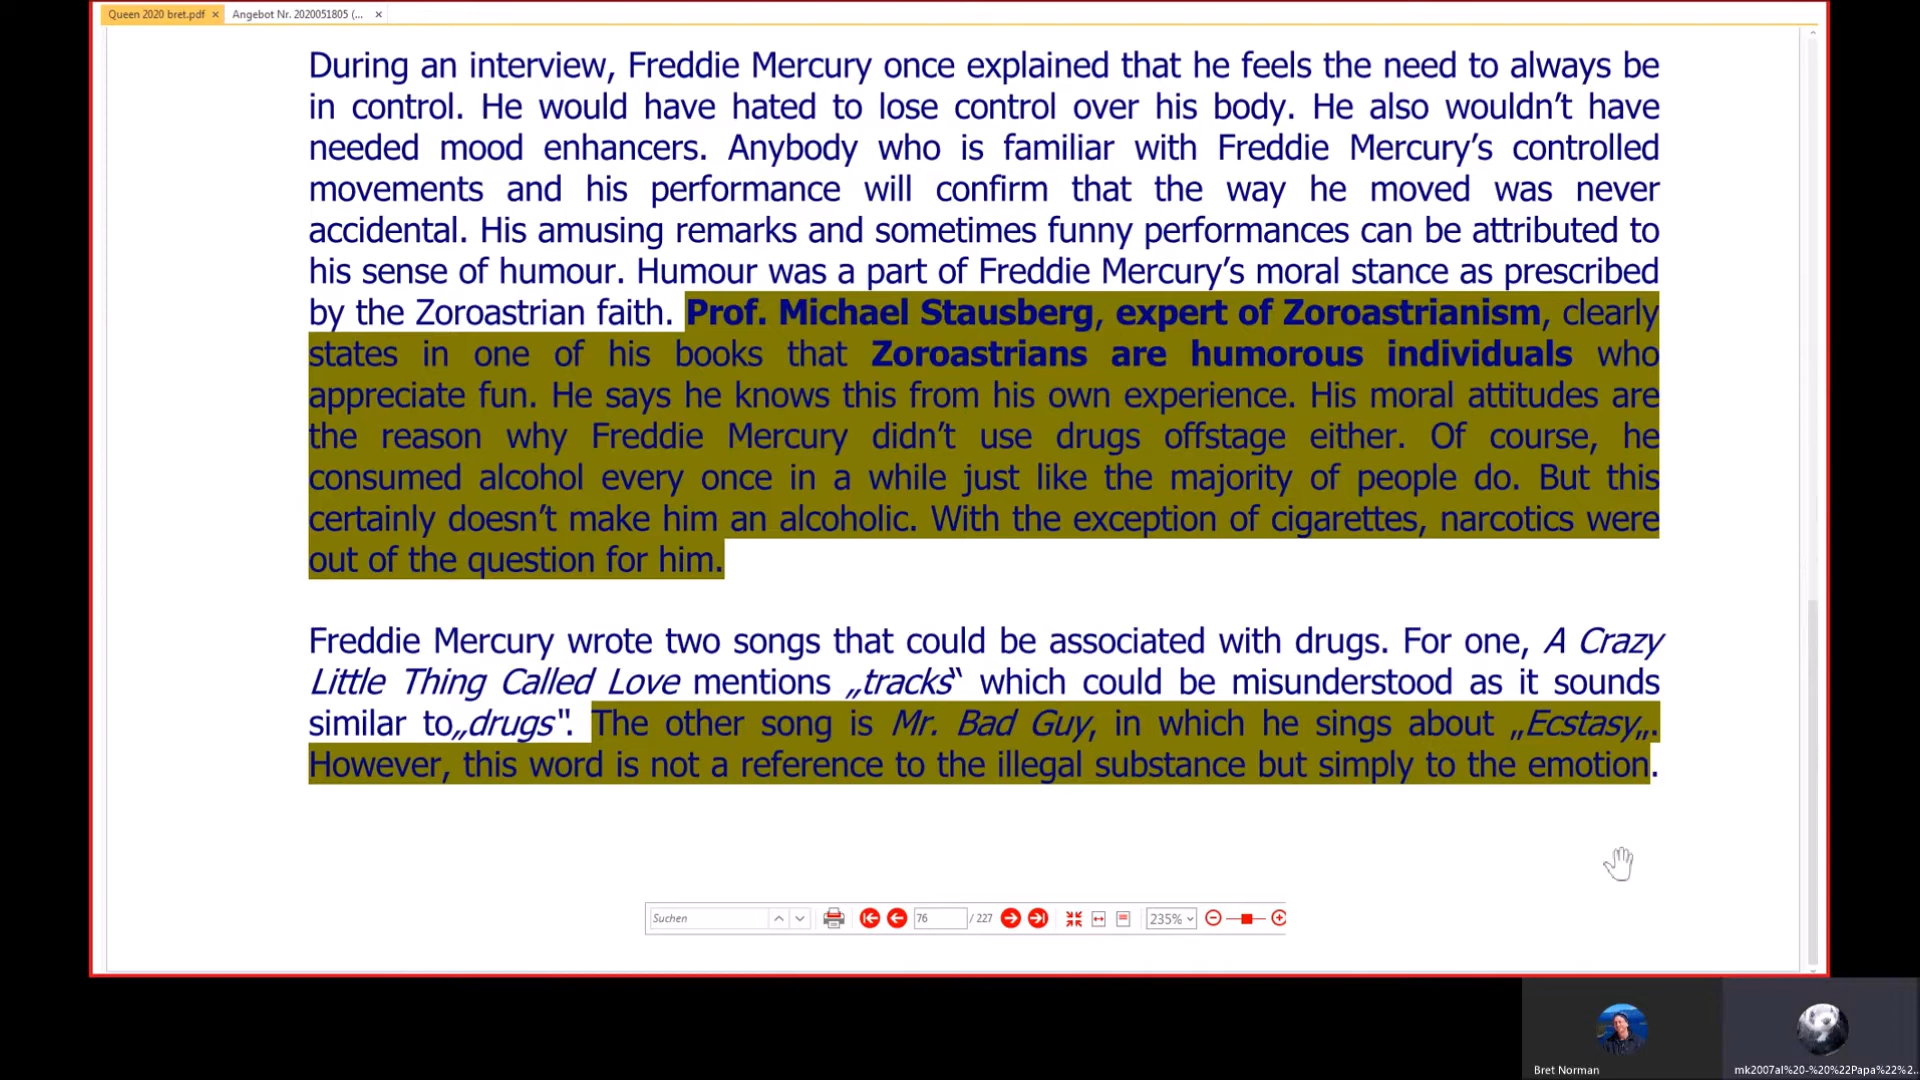 Queen 2020 bret.pdf × Angebot Nr. 2020051805 (... ×
During an interview, Freddie Mercury once explained that he feels the need to always be
in control. He would have hated to lose control over his body. He also wouldn’t have
needed mood enhancers. Anybody who is familiar with Freddie Mercury’s controlled
movements and his performance will confirm that the way he moved was never
accidental. His amusing remarks and sometimes funny performances can be attributed to
his sense of humour. Humour was a part of Freddie Mercury’s moral stance as prescribed
by the Zoroastrian faith. Prof. Michael Stausberg, expert of Zoroastrianism, clearly
states in one of his books that Zoroastrians are humorous individuals who
appreciate fun. He says he knows this from his own experience. His moral attitudes are
the reason why Freddie Mercury didn’t use drugs offstage either. Of course, he
consumed alcohol every once in a while just like the majority of people do. But this
certainly doesn’t make him an alcoholic. With the exception of cigarettes, narcotics were
out of the question for him.
Freddie Mercury wrote two songs that could be associated with drugs. For one, A Crazy
Little Thing Called Love mentions „tracks“ which could be misunderstood as it sounds
similar to„drugs“. The other song is Mr. Bad Guy, in which he sings about „Ecstasy„.
However, this word is not a reference to the illegal substance but simply to the emotion.
Suchen 76 / 227 235%
Bret Norman mk2007al%20-%20%22Papa%22%2...